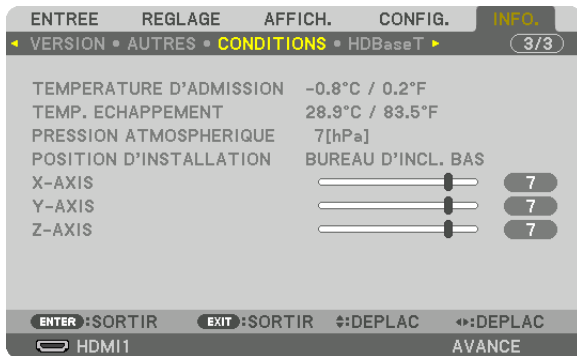 ENTREE REGLAGE AFFICH. CONFIG. INFO.
VERSION • AUTRES • CONDITIONS • HDBaseT 3/3
TEMPERATURE D'ADMISSION -0.8°C / 0.2°F
TEMP. ECHAPPEMENT 28.9°C / 83.5°F
PRESSION ATMOSPHERIQUE 7[hPa]
POSITION D'INSTALLATION BUREAU D'INCL. BAS
X-AXIS 7
Y-AXIS 7
Z-AXIS 7
ENTER :SORTIR EXIT :SORTIR :DEPLAC :DEPLAC
HDMI1 AVANCE